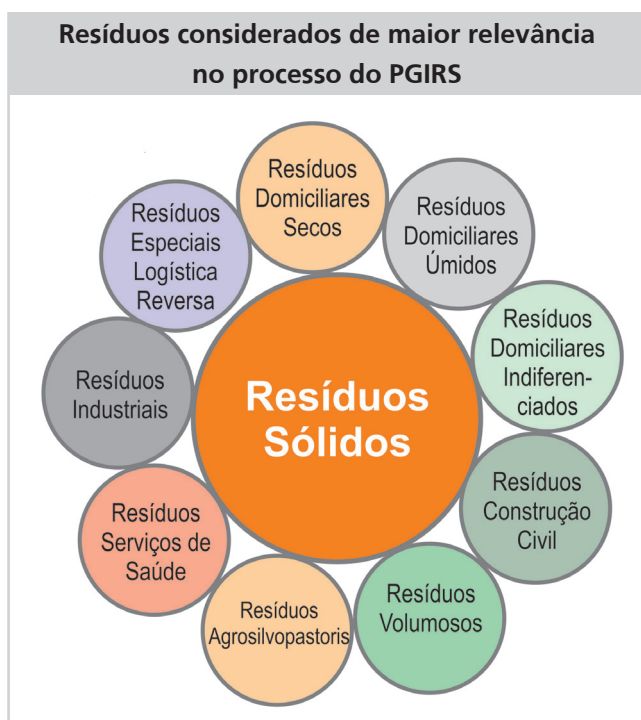 Resíduos considerados de maior relevância
no processo do PGIRS
Resíduos
Domiciliares
Secos
Resíduos
Domiciliares
Úmidos
Resíduos
Domiciliares
Indiferen-
ciados
Resíduos
Construção
Civil
Resíduos
Volumosos
Resíduos
Agrosilvopastoris
Resíduos
Serviços de
Saúde
Resíduos
Industriais
Resíduos
Especiais
Logística
Reversa
Resíduos
Sólidos